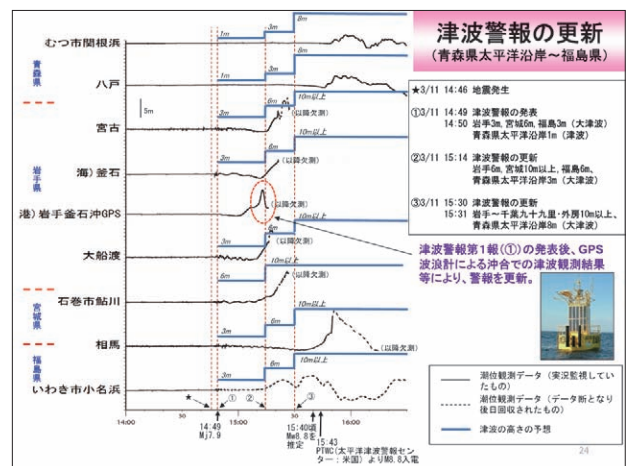 津波警報の更新
(青森県太平洋沿岸～福島県)
★3/11 14:46 地震発生
①3/11 14:49 津波警報の発表
14:50 岩手3m, 宮城6m, 福島3m（大津波）
青森県太平洋沿岸1m（津波）
②3/11 15:14 津波警報の更新
岩手6m, 宮城10m以上, 福島6m,
青森県太平洋沿岸3m（大津波）
③3/11 15:30 津波警報の更新
15:31 岩手～千葉九十九里・外房10m以上、
青森県太平洋沿岸8m（大津波）
津波警報第1報(①)の発表後、GPS
波浪計による沖合での津波観測結果
等により、警報を更新。
青森県
岩手県
宮城県
福島県
5m
むつ市関根浜
1m
3m
8m
八戸
1m
3m
8m
宮古
3m
6m
10m以上
(以降欠測)
海）釜石
3m
6m
10m以上
(以降欠測)
港）岩手釜石沖GPS
(以降欠測)
大船渡
3m
6m
10m以上
(以降欠測)
石巻市鮎川
6m
10m以上
(以降欠測)
相馬
3m
6m
10m以上
(以降欠測)
いわき市小名浜
3m
6m
10m以上
14:00
★
①
②
③
15:00
16:00
14:49
Mj7.9
15:40頃
Mw8.8を
推定
15:43
PTWC(太平洋津波警報セン
ター：米国）よりM8.8入電
潮位観測データ（実況監視してい
たもの）
潮位観測データ（データ断となり
後日回収されたもの）
津波の高さの予想
24